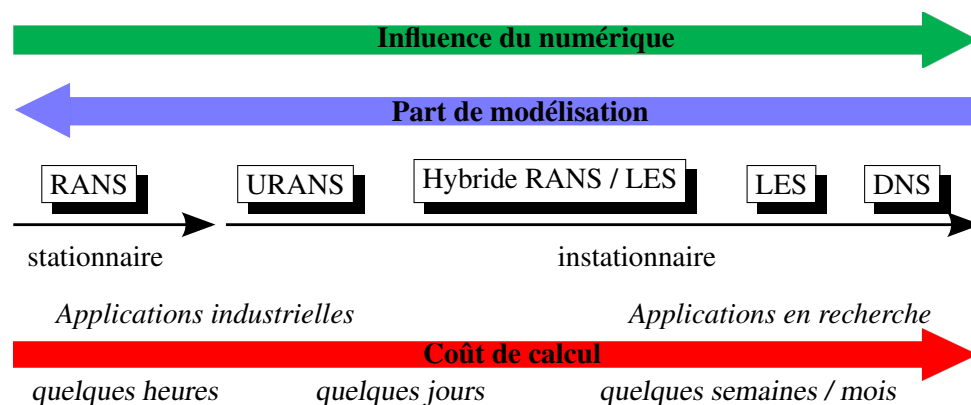 Influence du numérique
Part de modélisation
RANS URANS Hybride RANS / LES LES DNS
stationnaire instationnaire
Applications industrielles Applications en recherche
Coût de calcul
quelques heures quelques jours quelques semaines / mois